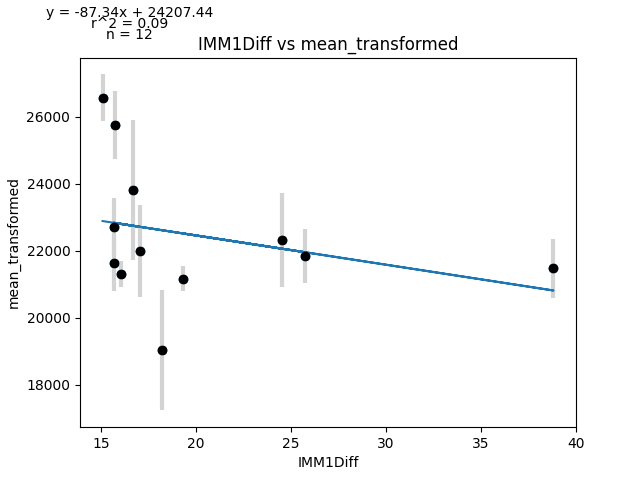 y = -87.34x + 24207.44
r^2 = 0.09
n = 12
IMM1Diff vs mean_transformed
26000
24000
22000
20000
18000
mean_transformed
15
20
25
30
35
40
IMM1Diff